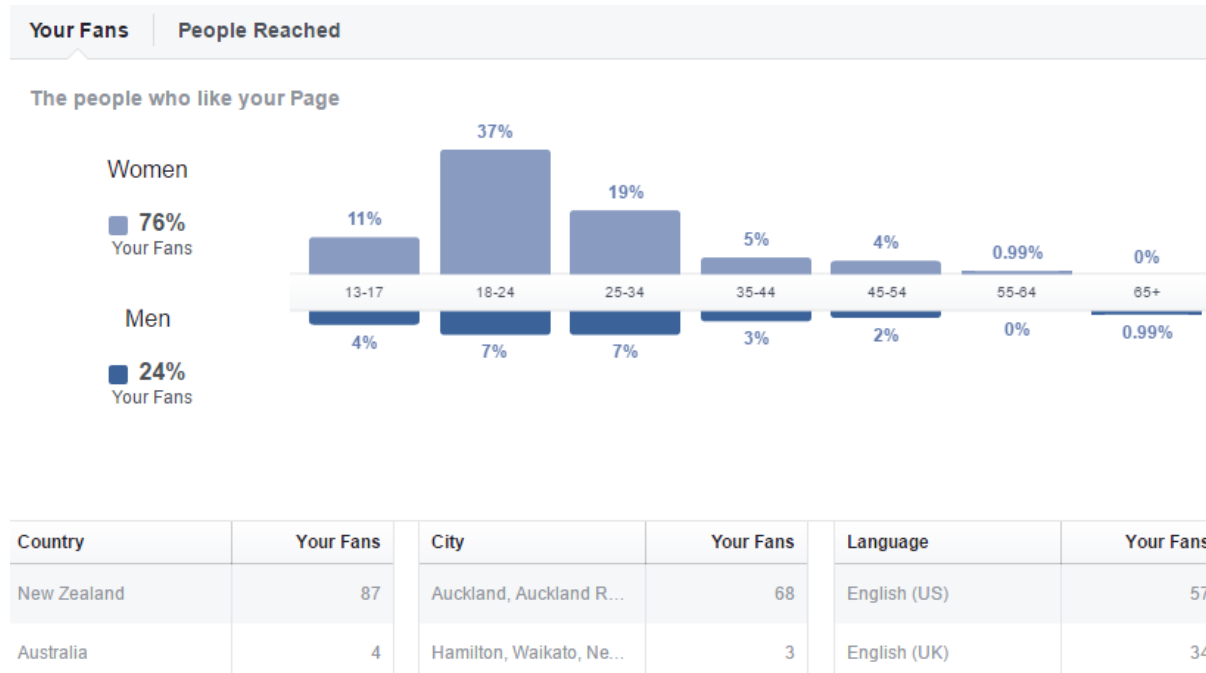 Your Fans People Reached
The people who like your Page
37%
Women
19%
76%
11%
Your Fans
5%
4%
0.99%
0%
13-17 18-24 25-34 35-44 45-54 55-64 65+
Men
4%
7%
7%
3%
2%
0%
0.99%
24%
Your Fans
Country Your Fans City Your Fans Language Your Fans
New Zealand 87 Auckland, Auckland R... 68 English (US) 57
Australia 4 Hamilton, Waikato, Ne... 3 English (UK) 34